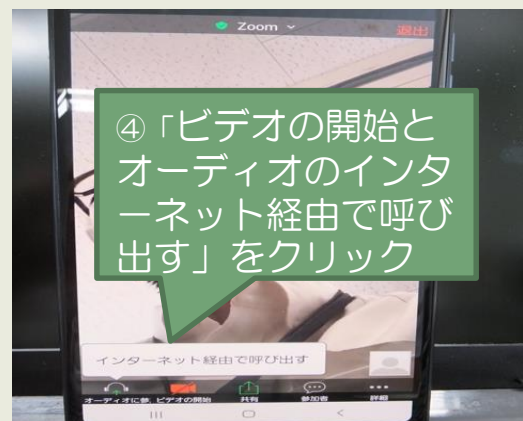 Zoom
退出
④「ビデオの開始と
オーディオのインタ
ーネット経由で呼び
出す」をクリック
インターネット経由で呼び出す
オーディオに参 ビデオの開始 共有 参加者 詳細